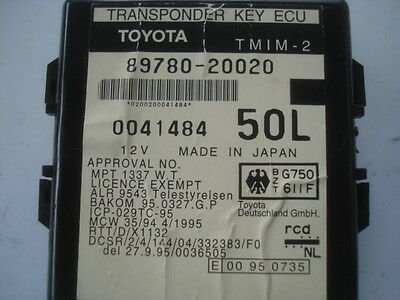 TRANSPONDER KEY ECU
TOYOTA
TMIM-2
89780-20020
*0200200041484*
0041484
50L
12V MADE IN JAPAN
APPROVAL NO.
MPT 1337 W.T.
LICENCE EXEMPT
ALR 9543 Telestyrelsen
BAKOM 95.0327.G.P
ICP-029TC-95
MCW 35/94 4/1995
RTT/D/X1132
DCSR/2/4/144/04/332383/F0
del 27.9.95/0036505
BZT
G750
611F
Toyota
Deutschland GmbH.
rcd
NL
E 00 95 0735